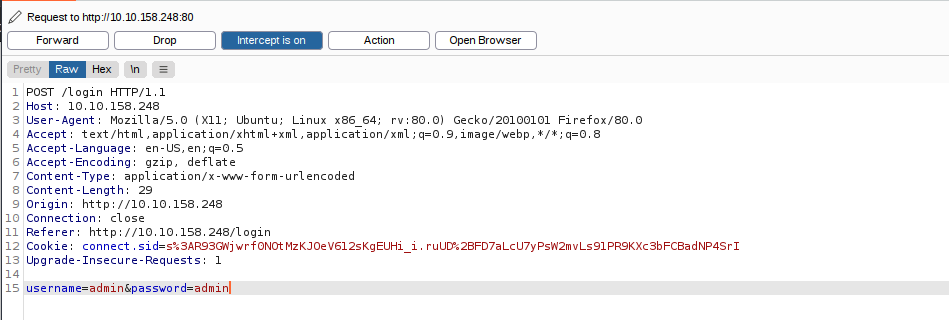 Request to http://10.10.158.248:80
Forward Drop Intercept is on Action Open Browser
Pretty Raw Hex \n ≡
1 POST /login HTTP/1.1
2 Host: 10.10.158.248
3 User-Agent: Mozilla/5.0 (X11; Ubuntu; Linux x86_64; rv:80.0) Gecko/20100101 Firefox/80.0
4 Accept: text/html,application/xhtml+xml,application/xml;q=0.9,image/webp,*/*;q=0.8
5 Accept-Language: en-US,en;q=0.5
6 Accept-Encoding: gzip, deflate
7 Content-Type: application/x-www-form-urlencoded
8 Content-Length: 29
9 Origin: http://10.10.158.248
10 Connection: close
11 Referer: http://10.10.158.248/login
12 Cookie: connect.sid=s%3AR93GWjwrf0NOtMzKJOeV612sKgEUHi_i.ruUD%2BFD7aLcU7yPsW2mvLs91PR9KXc3bFCBadNP4SrI
13 Upgrade-Insecure-Requests: 1
14
15 username=admin&password=admin